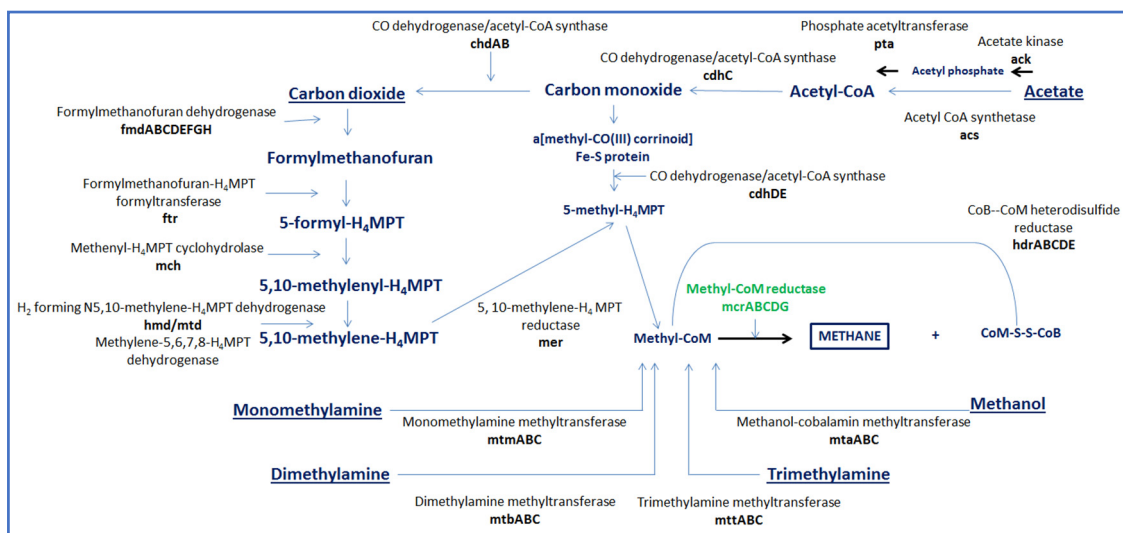 CO dehydrogenase/acetyl-CoA synthase
chdAB
Phosphate acetyltransferase
pta
Acetate kinase
ack
CO dehydrogenase/acetyl-CoA synthase
cdhC
Acetyl phosphate
Carbon dioxide
Carbon monoxide
Acetyl-CoA
Acetate
Formylmethanofuran dehydrogenase
fmdABCDEFGH
Acetyl CoA synthetase
acs
a[methyl-CO(III) corrinoid]
Fe-S protein
Formylmethanofuran
CO dehydrogenase/acetyl-CoA synthase
cdhDE
Formylmethanofuran-H₄MPT
formyltransferase
ftr
5-formyl-H₄MPT
5-methyl-H₄MPT
CoB--CoM heterodisulfide
reductase
hdrABCDE
Methenyl-H₄MPT cyclohydrolase
mch
5,10-methylenyl-H₄MPT
Methyl-CoM reductase
mcrABCDG
H₂ forming N5,10-methylene-H₄MPT dehydrogenase
hmd/mtd
Methylene-5,6,7,8-H₄MPT
dehydrogenase
5,10-methylene-H₄MPT
5, 10-methylene-H₄ MPT
reductase
mer
Methyl-CoM
METHANE
+
CoM-S-S-CoB
Monomethylamine
Monomethylamine methyltransferase
mtmABC
Methanol
Methanol-cobalamin methyltransferase
mtaABC
Dimethylamine
Dimethylamine methyltransferase
mtbABC
Trimethylamine
Trimethylamine methyltransferase
mttABC